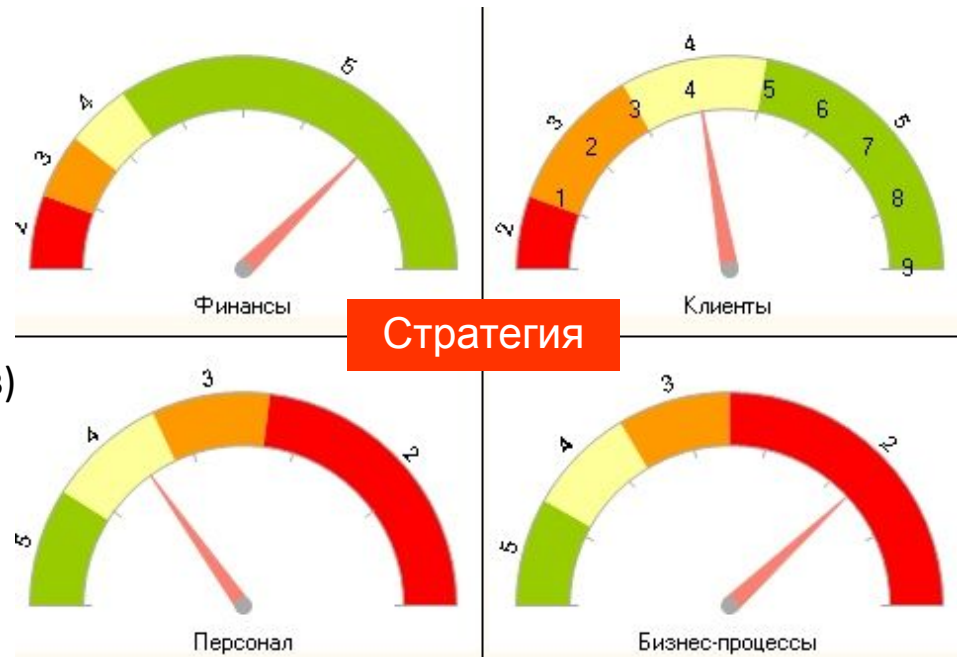 2 3 4 5
Финансы
2 3 4 5
1 2 3 4 5 6 7 8 9
Клиенты
Стратегия
в)
5 4 3 2
Персонал
5 4 3 2
Бизнес-процессы